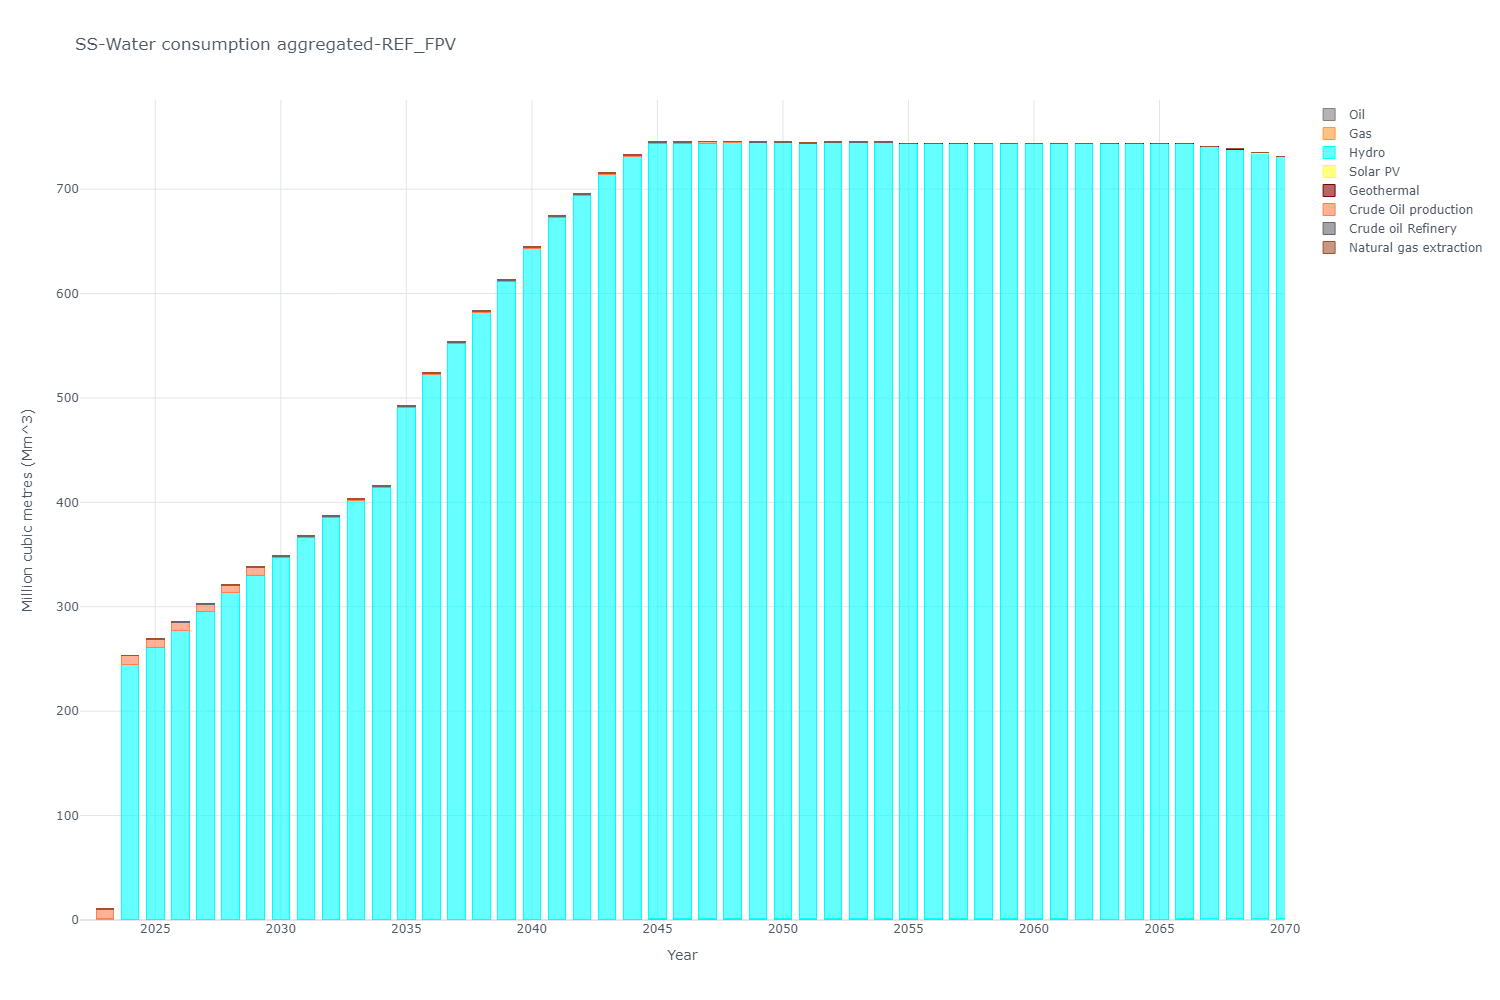 SS-Water consumption aggregated-REF_FPV
Oil
Gas
Hydro
Solar PV
Geothermal
Crude Oil production
Crude oil Refinery
Natural gas extraction
Million cubic metres (Mm^3)
700
600
500
400
300
200
100
0
2025
2030
2035
2040
2045
2050
2055
2060
2065
2070
Year